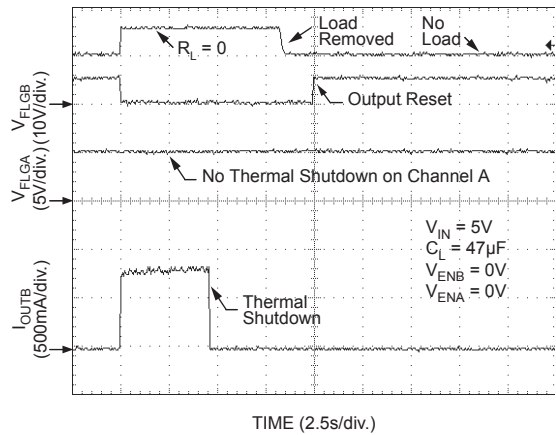 Load
Removed
No
Load
R_L = 0
Output Reset
V_FLGB
(10V/div.)
V_FLGA
(5V/div.)
No Thermal Shutdown on Channel A
V_IN = 5V
C_L = 47µF
V_ENB = 0V
V_ENA = 0V
I_OUTB
(500mA/div.)
Thermal
Shutdown
TIME (2.5s/div.)